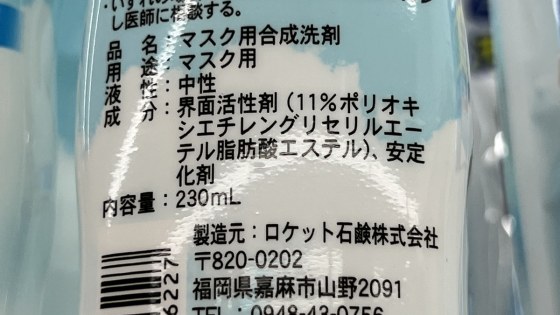 し医師に相談する。
品名：マスク用合成洗剤
用途：マスク用
液性：中性
成分：界面活性剤（11％ポリオキ
シエチレングリセリルエー
テル脂肪酸エステル）、安定
化剤
内容量：230mL
製造元：ロケット石鹸株式会社
〒820-0202
福岡県嘉麻市山野2091
TEL：0948-43-0756
6227